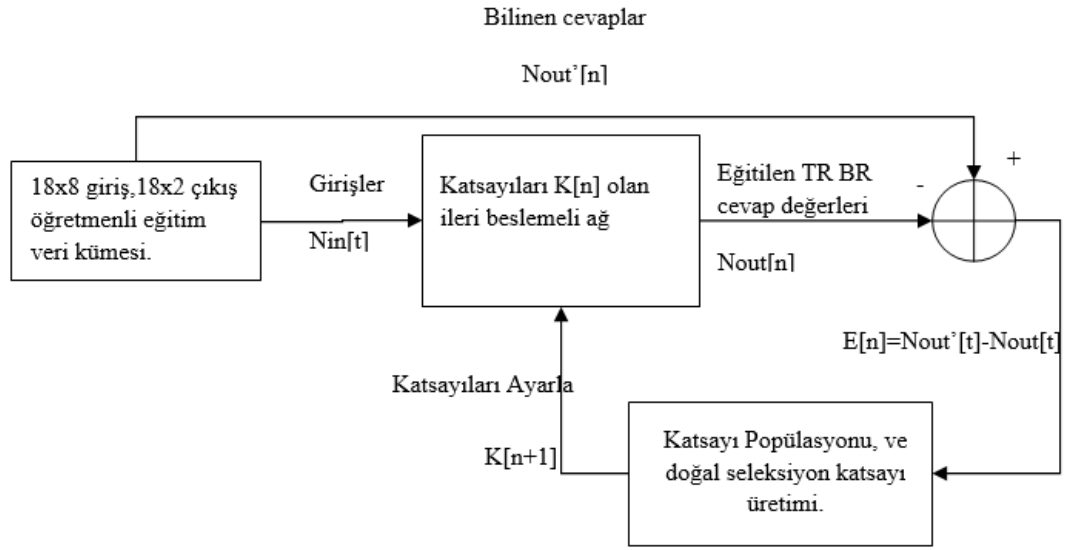 Bilinen cevaplar
Nout’[n]
18x8 giriş,18x2 çıkış
öğretmenli eğitim
veri kümesi.
Girişler
Nin[t]
Katsayıları K[n] olan
ileri beslemeli ağ
Eğitilen TR BR
cevap değerleri
Nout[n]
-
+
E[n]=Nout’[t]-Nout[t]
Katsayıları Ayarla
K[n+1]
Katsayı Popülasyonu, ve
doğal seleksiyon katsayı
üretimi.